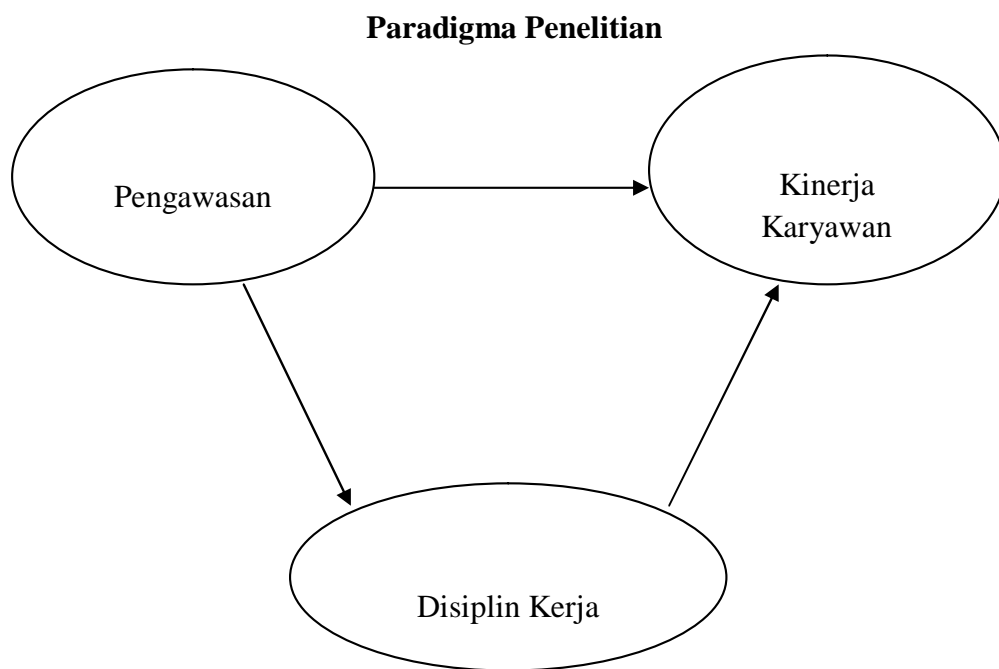 Paradigma Penelitian
Pengawasan
Kinerja
Karyawan
Disiplin Kerja